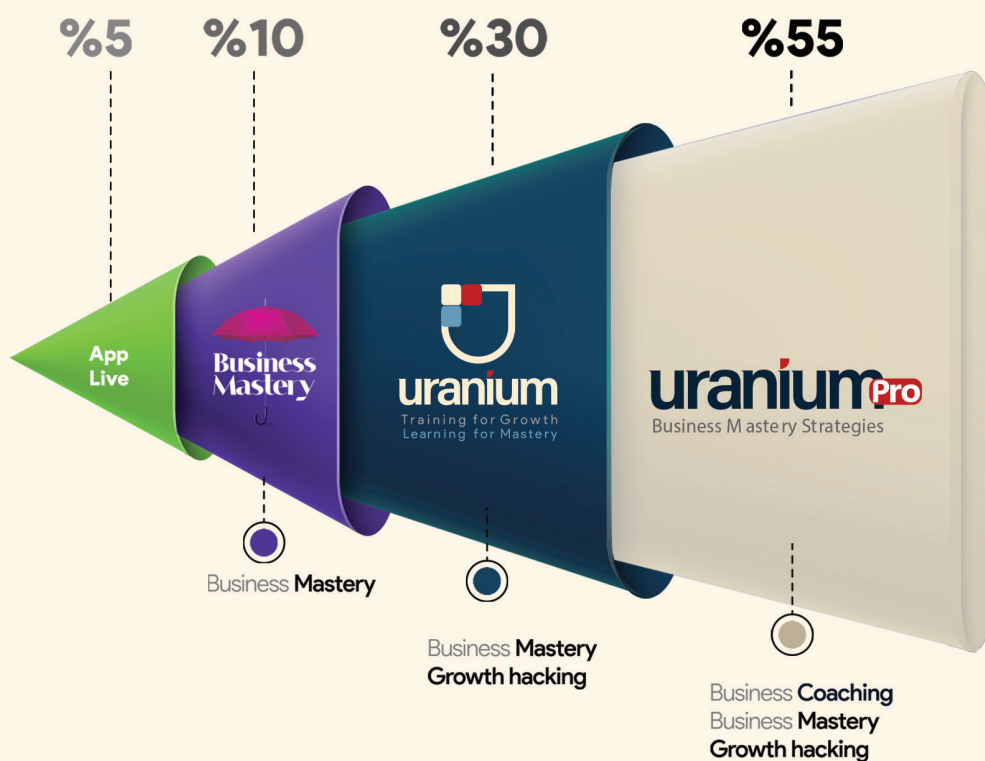 %5
%10
%30
%55
App
Live
Business
Mastery
uranium
Training for Growth
Learning for Mastery
uranium Pro
Business Mastery Strategies
Business Mastery
Business Mastery
Growth hacking
Business Coaching
Business Mastery
Growth hacking